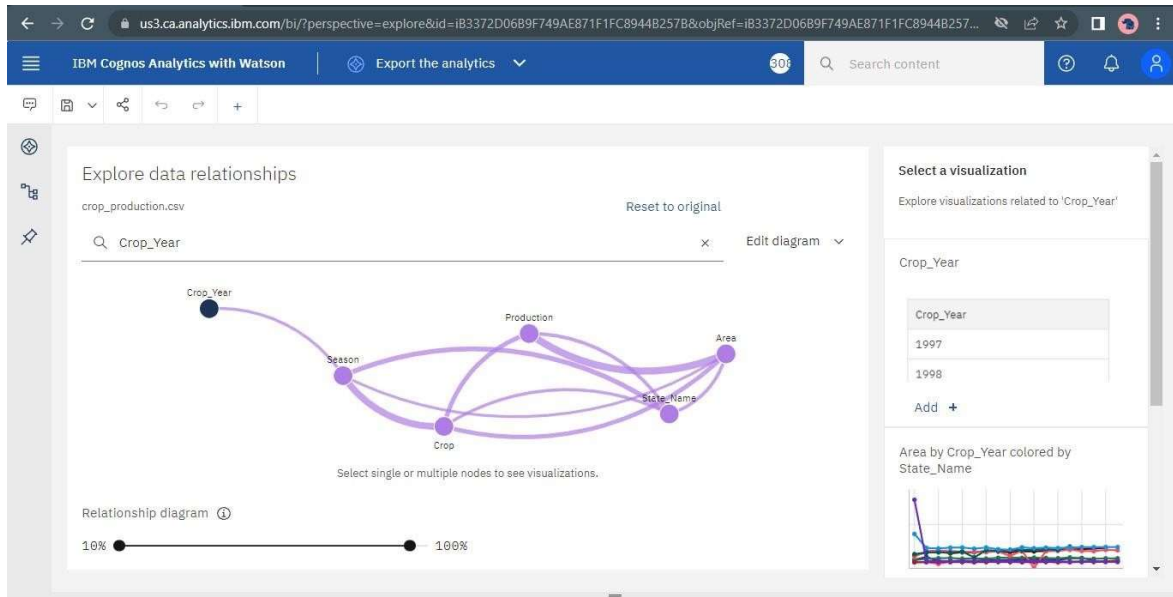 us3.ca.analytics.ibm.com/bi/?perspective=explore&id=iB3372D06B9F749AE871F1FC8944B257B&objRef=iB3372D06B9F749AE871F1FC8944B257...
IBM Cognos Analytics with Watson
Export the analytics
308
Search content
Explore data relationships
crop_production.csv
Reset to original
Crop_Year
Edit diagram
Crop_Year
Production
Area
Season
State_Name
Crop
Select single or multiple nodes to see visualizations.
Relationship diagram
10%
100%
Select a visualization
Explore visualizations related to 'Crop_Year'
Crop_Year
Crop_Year
1997
1998
Add +
Area by Crop_Year colored by
State_Name